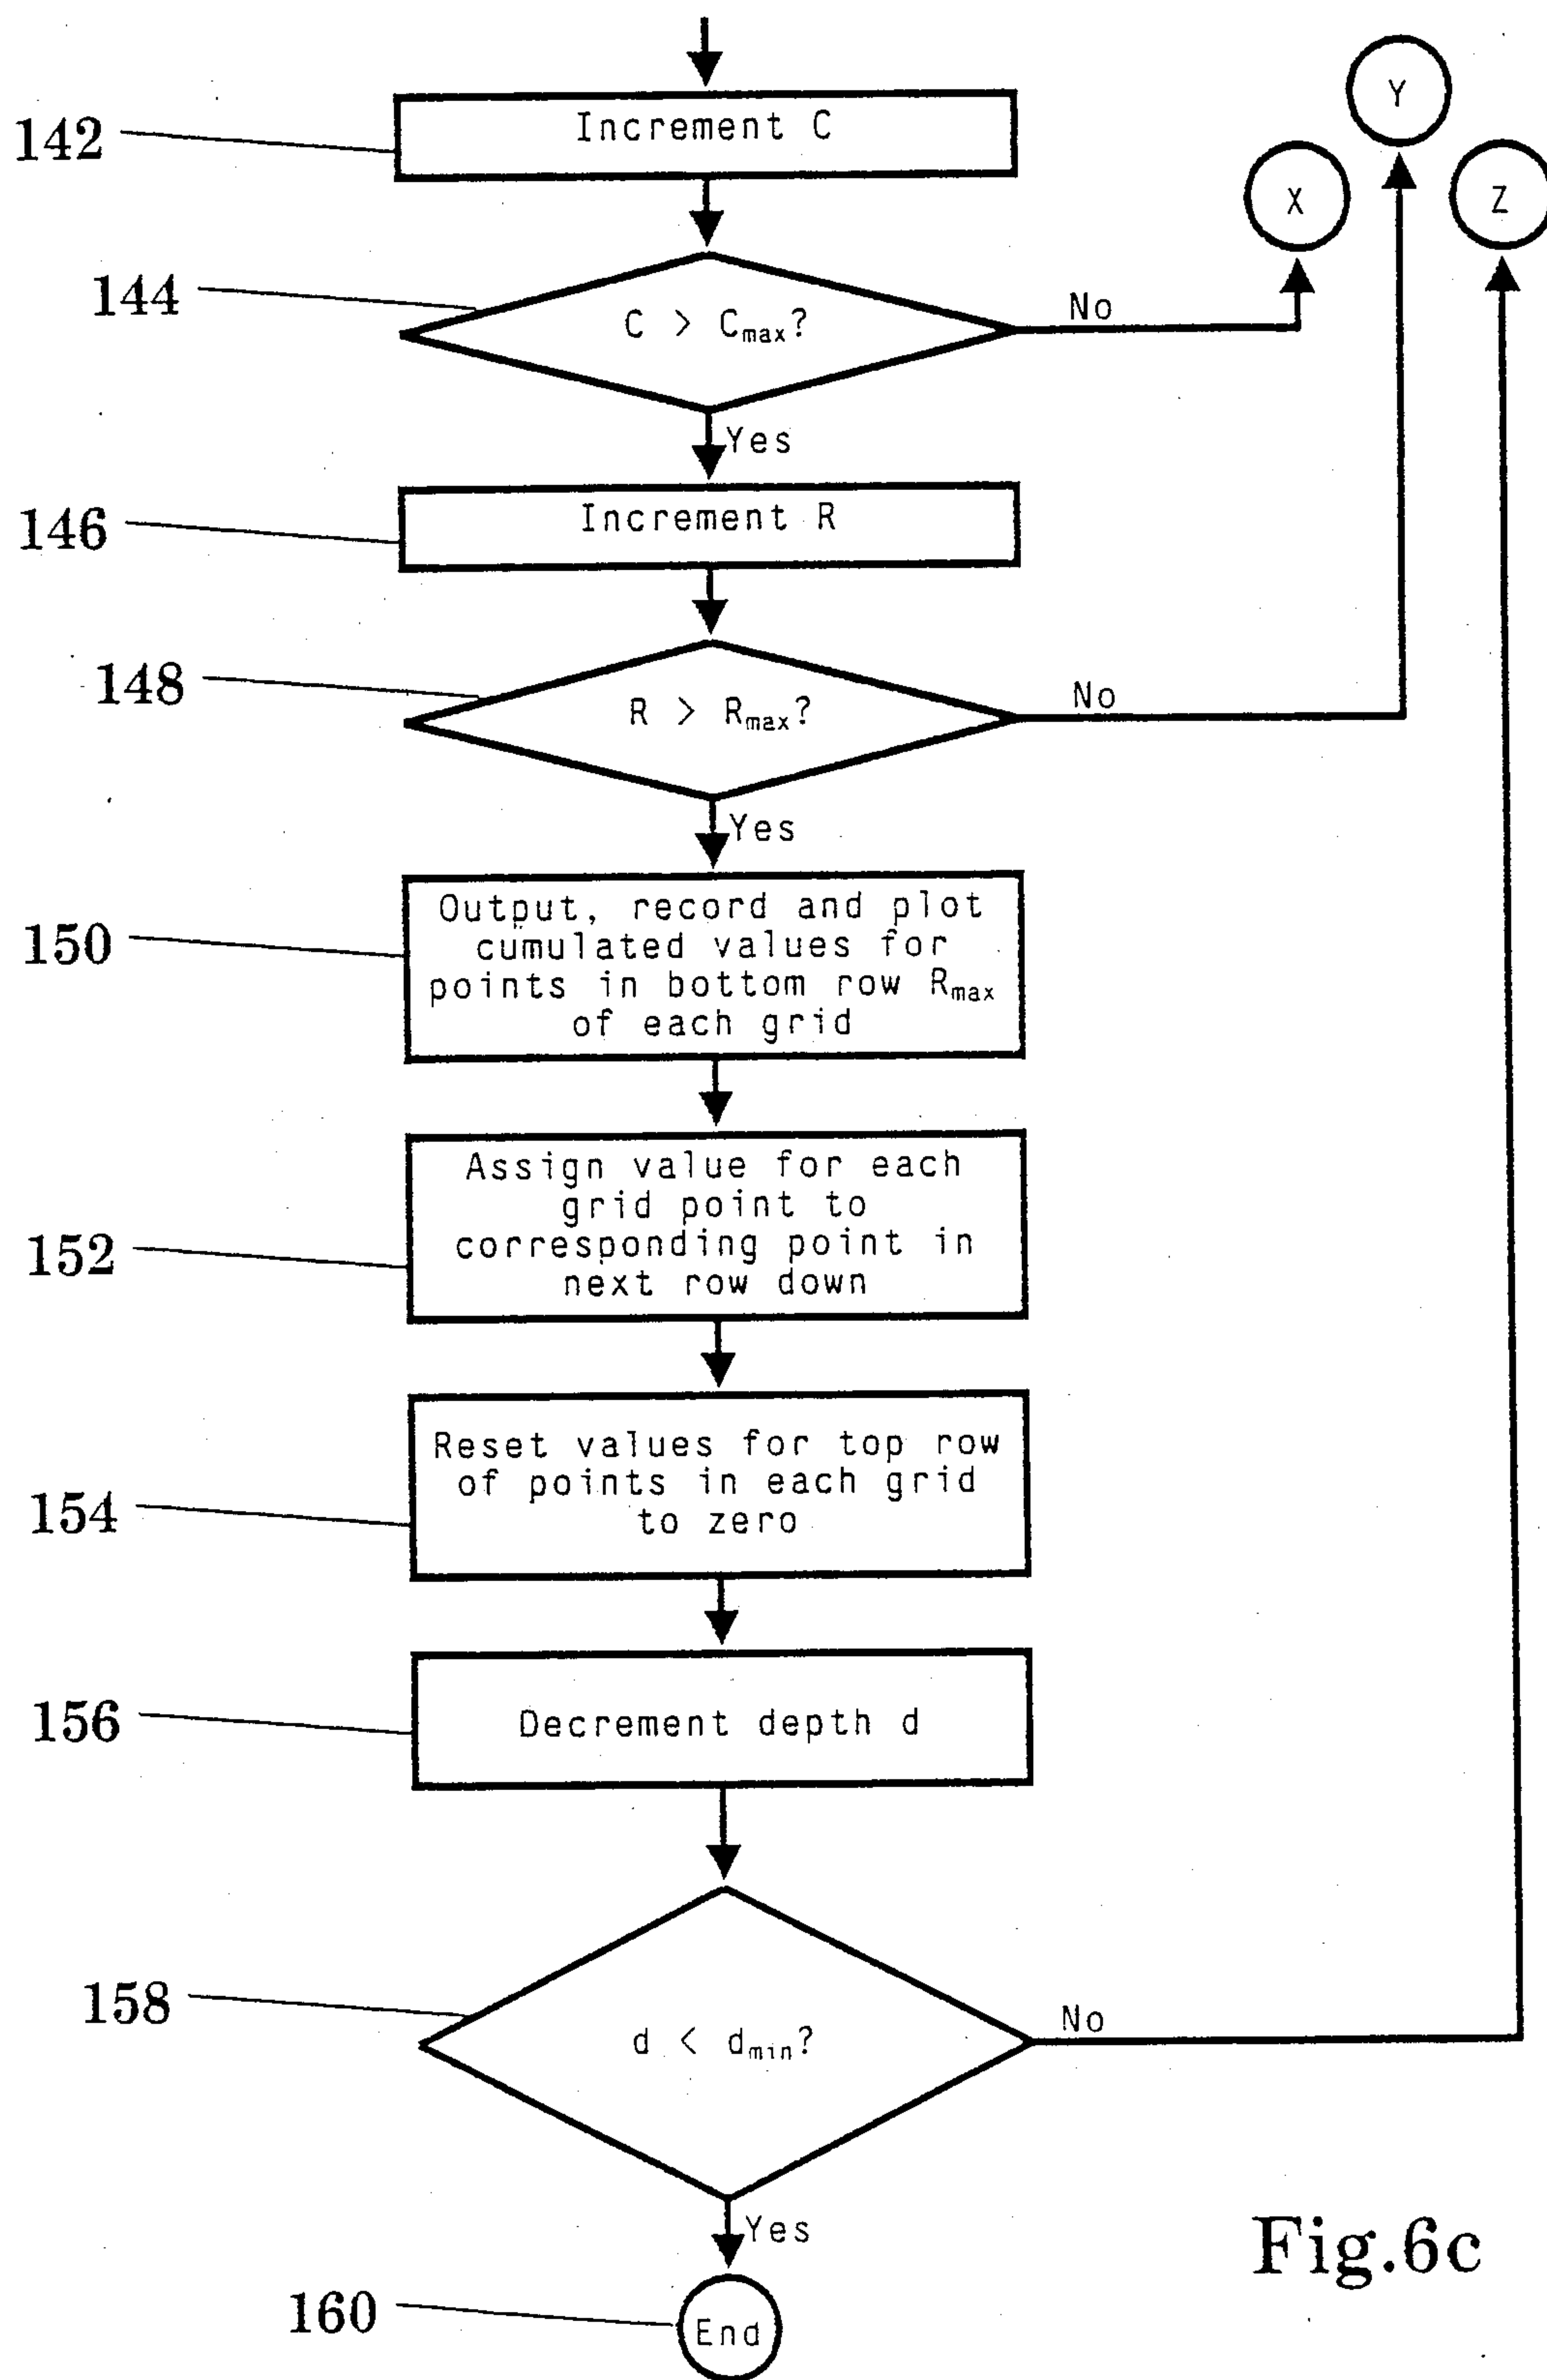 Y
142
Increment C
X
Z
144
C > Cmax?
No
Yes
146
Increment R
148
R > Rmax?
No
Yes
150
Output, record and plot
cumulated values for
points in bottom row Rmax
of each grid
152
Assign value for each
grid point to
corresponding point in
next row down
154
Reset values for top row
of points in each grid
to zero
156
Decrement depth d
158
d < dmin?
No
Yes
160
End
Fig.6c